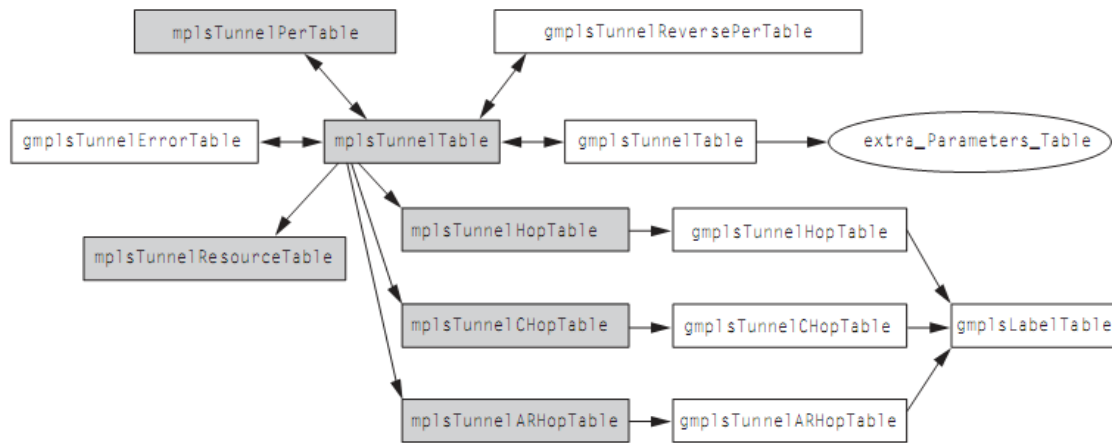 mplsTunnelPerTable
gmplsTunnelReversePerTable
gmplsTunnelErrorTable
mplsTunnelTable
gmplsTunnelTable
extra_Parameters_Table
mplsTunnelHopTable
gmplsTunnelHopTable
mplsTunnelResourceTable
mplsTunnelCHopTable
gmplsTunnelCHopTable
gmplsLabelTable
mplsTunnelARHopTable
gmplsTunnelARHopTable